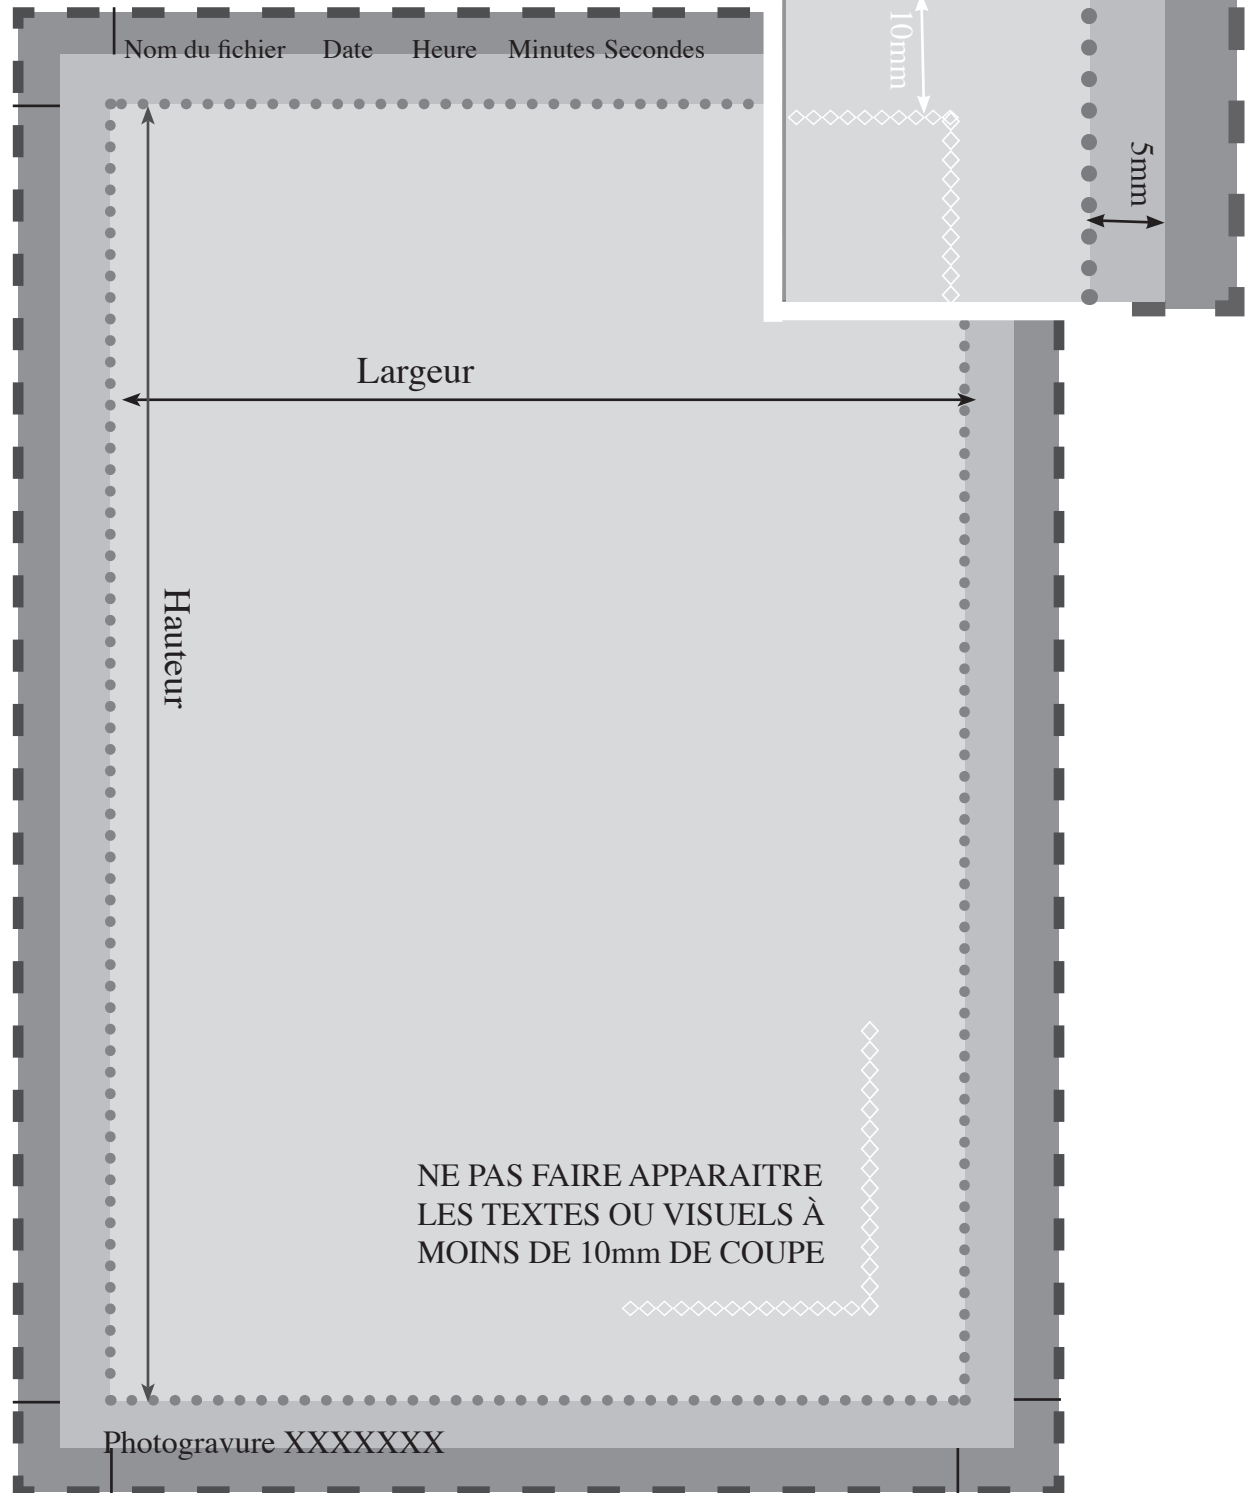 Nom du fichier Date Heure Minutes Secondes
10mm
5mm
Largeur
Hauteur
NE PAS FAIRE APPARAITRE
LES TEXTES OU VISUELS À
MOINS DE 10mm DE COUPE
Photogravure XXXXXXX